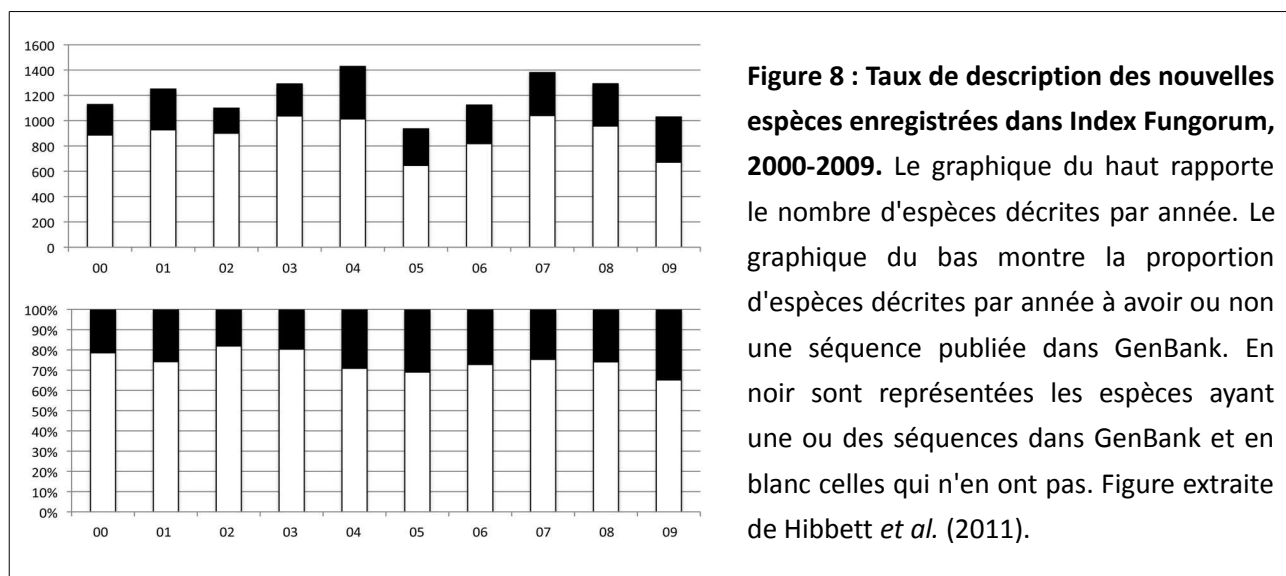 1600
1400
1200
1000
800
600
400
200
0
00 01 02 03 04 05 06 07 08 09
100%
90%
80%
70%
60%
50%
40%
30%
20%
10%
0%
00 01 02 03 04 05 06 07 08 09
Figure 8 : Taux de description des nouvelles
espèces enregistrées dans Index Fungorum,
2000-2009. Le graphique du haut rapporte
le nombre d'espèces décrites par année. Le
graphique du bas montre la proportion
d'espèces décrites par année à avoir ou non
une séquence publiée dans GenBank. En
noir sont représentées les espèces ayant
une ou des séquences dans GenBank et en
blanc celles qui n'en ont pas. Figure extraite
de Hibbett et al. (2011).